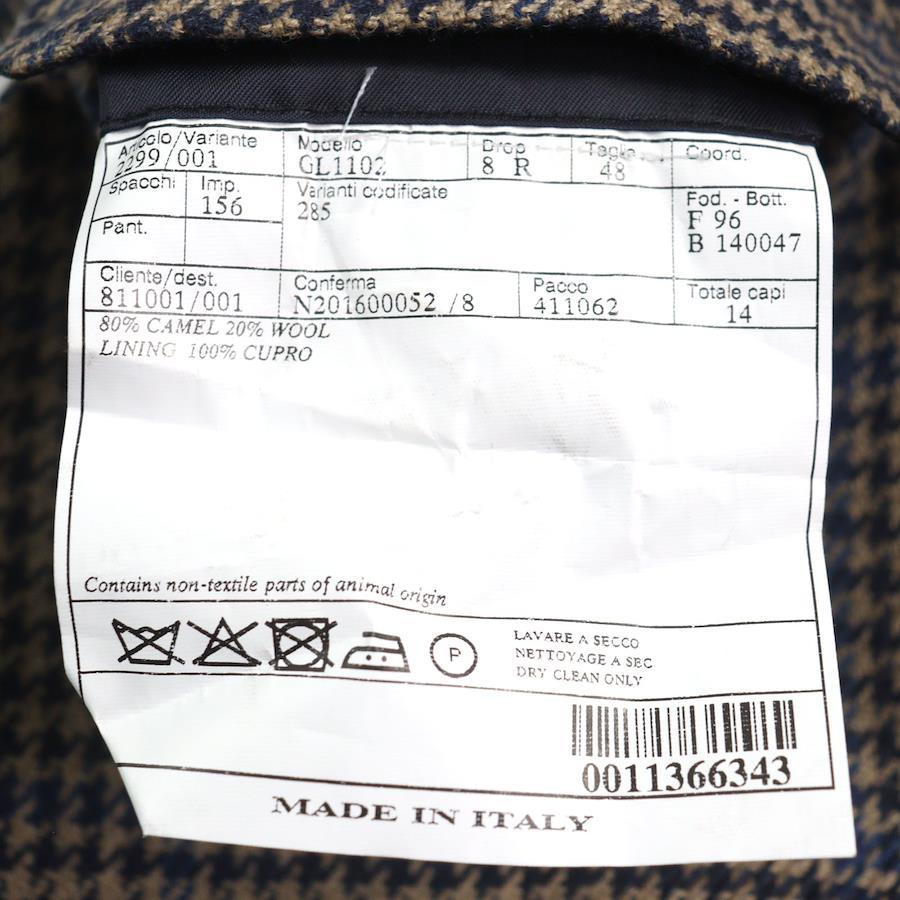 Articolo/Variante Modello Drop Taglia Coord.
2299/001 GL1102 8 R 48
Spacchi Imp. Varianti codificate Fod. - Bott.
156 285 F 96
Pant. B 140047
Cliente/dest. Conferma Pacco Totale capi
811001/001 N201600052 /8 411062 14
80% CAMEL 20% WOOL
LINING 100% CUPRO
Contains non-textile parts of animal origin
P
LAVARE A SECCO
NETTOYAGE A SEC
DRY CLEAN ONLY
0011366343
MADE IN ITALY